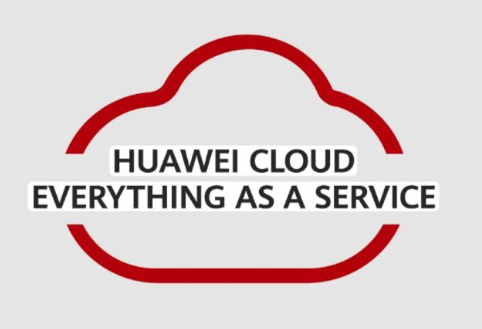 HUAWEI CLOUD
EVERYTHING AS A SERVICE